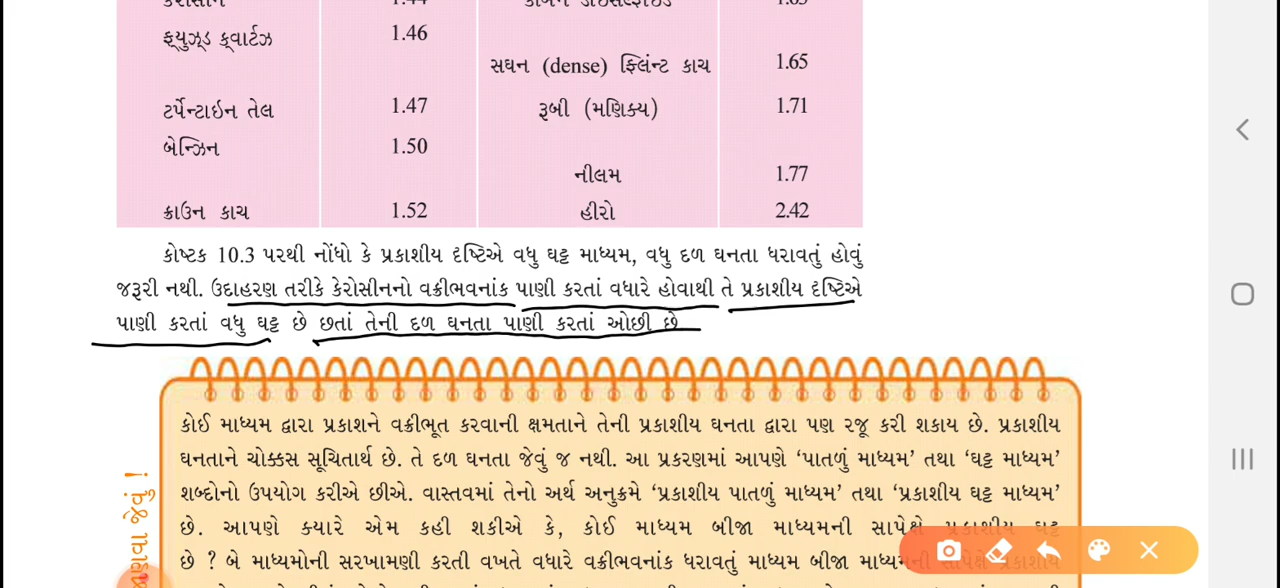 ફ્યુઝ્ડ ક્વાર્ટઝ 1.46
સઘન (dense) ફ્લિંન્ટ કાચ 1.65
ટર્પેન્ટાઇન તેલ 1.47 રૂબી (મણિક્ય) 1.71
બેન્ઝિન 1.50
નીલમ 1.77
ક્રાઉન કાચ 1.52 હીરો 2.42
કોષ્ટક 10.3 પરથી નોંધો કે પ્રકાશીય દૃષ્ટિએ વધુ ઘટ્ટ માધ્યમ, વધુ દળ ઘનતા ધરાવતું હોવું
જરૂરી નથી. ઉદાહરણ તરીકે કેરોસીનનો વક્રીભવનાંક પાણી કરતાં વધારે હોવાથી તે પ્રકાશીય દૃષ્ટિએ
પાણી કરતાં વધુ ઘટ્ટ છે છતાં તેની દળ ઘનતા પાણી કરતાં ઓછી છે
કોઈ માધ્યમ દ્વારા પ્રકાશને વક્રીભૂત કરવાની ક્ષમતાને તેની પ્રકાશીય ઘનતા દ્વારા પણ રજૂ કરી શકાય છે. પ્રકાશીય
ઘનતાને ચોક્કસ સૂચિતાર્થ છે. તે દળ ઘનતા જેવું જ નથી. આ પ્રકરણમાં આપણે ‘પાતળું માધ્યમ’ તથા ‘ઘટ્ટ માધ્યમ’
શબ્દોનો ઉપયોગ કરીએ છીએ. વાસ્તવમાં તેનો અર્થ અનુક્રમે ‘પ્રકાશીય પાતળું માધ્યમ’ તથા ‘પ્રકાશીય ઘટ્ટ માધ્યમ’
છે. આપણે ક્યારે એમ કહી શકીએ કે, કોઈ માધ્યમ બીજા માધ્યમની સાપેક્ષે પ્રકાશીય ઘટ્ટ
છે ? બે માધ્યમોની સરખામણી કરતી વખતે વધારે વક્રીભવનાંક ધરાવતું માધ્યમ બીજા માધ્યમની
જેવું !